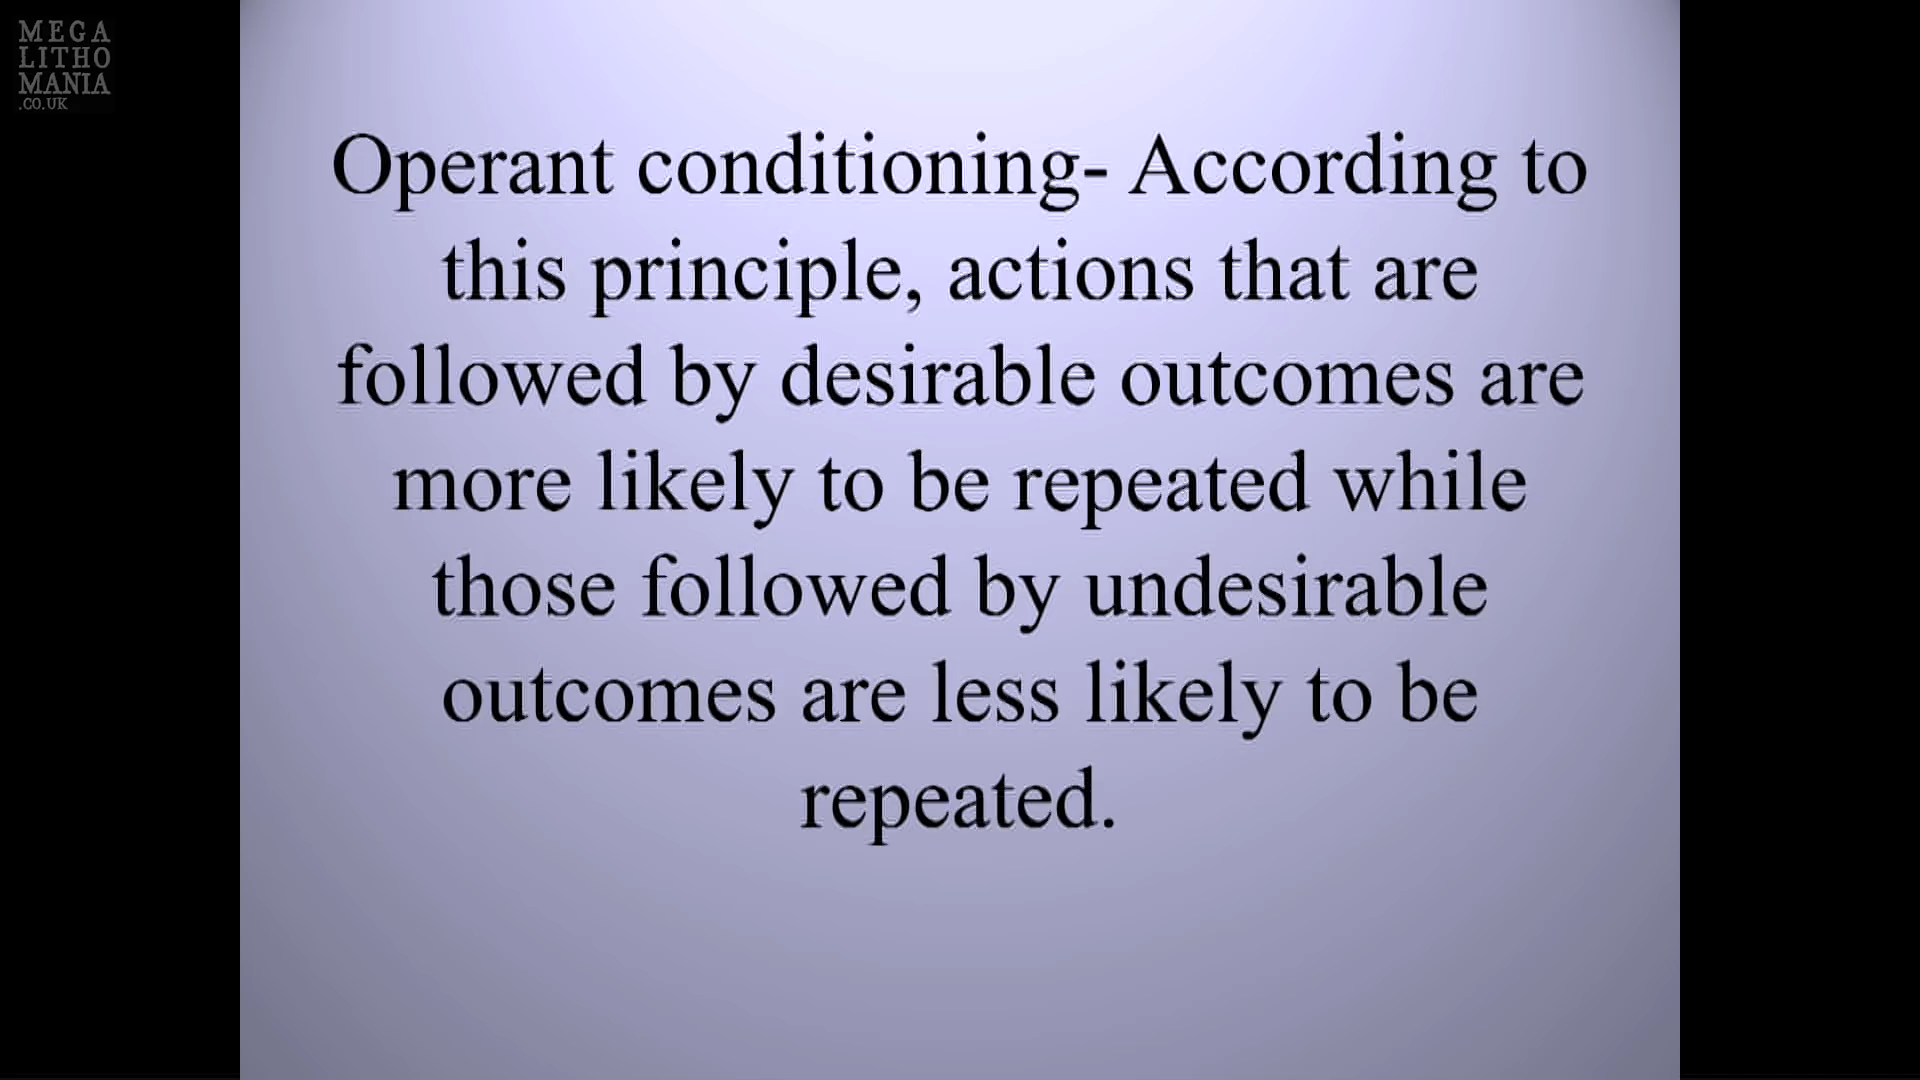 MEGA
LITHO
MANIA
.CO.UK
Operant conditioning- According to
this principle, actions that are
followed by desirable outcomes are
more likely to be repeated while
those followed by undesirable
outcomes are less likely to be
repeated.